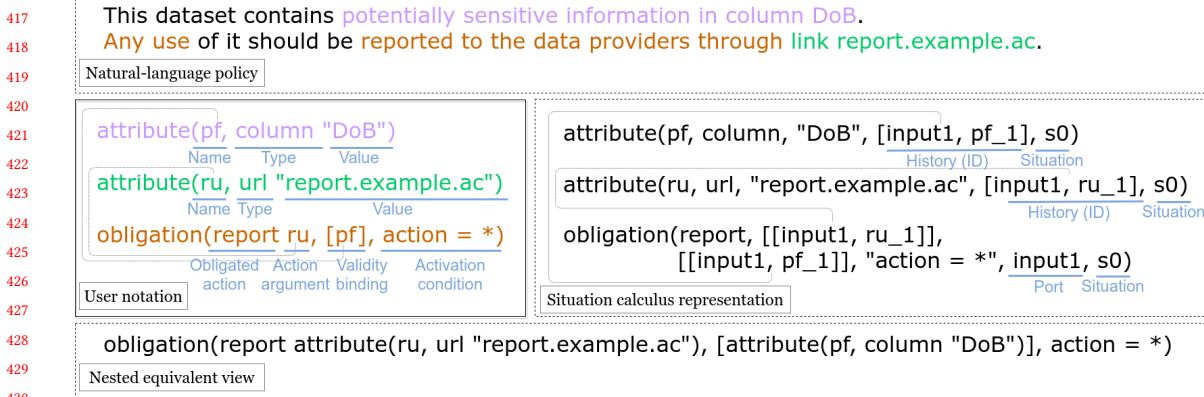 417
This dataset contains potentially sensitive information in column DoB.
418
Any use of it should be reported to the data providers through link report.example.ac.
419
Natural-language policy
420
421
attribute(pf, column "DoB")
Name Type Value
422
423
attribute(ru, url "report.example.ac")
Name Type Value
424
obligation(report ru, [pf], action = *)
425
Obligated action Action argument Validity binding Activation condition
426
User notation
427
attribute(pf, column, "DoB", [input1, pf_1], s0)
History (ID) Situation
attribute(ru, url, "report.example.ac", [input1, ru_1], s0)
History (ID) Situation
obligation(report, [[input1, ru_1]],
[[input1, pf_1]], "action = *", input1, s0)
Port Situation
Situation calculus representation
428
obligation(report attribute(ru, url "report.example.ac"), [attribute(pf, column "DoB")], action = *)
429
Nested equivalent view